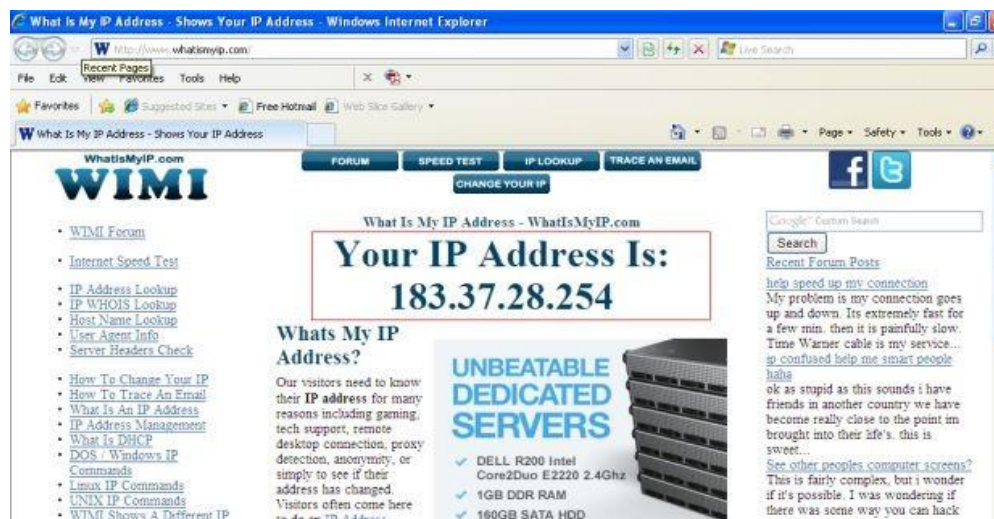 What Is My IP Address - Shows Your IP Address - Windows Internet Explorer
http://www.whatismyip.com/
Live Search
Recent Pages
File Edit View Favorites Tools Help
Favorites Suggested Sites Free Hotmail Web Slice Gallery
What Is My IP Address - Shows Your IP Address
Page Safety Tools
WhatIsMyIP.com
WIMI
FORUM SPEED TEST IP LOOKUP TRACE AN EMAIL
CHANGE YOUR IP
WIMI Forum
Internet Speed Test
IP Address Lookup
IP WHOIS Lookup
Host Name Lookup
User Agent Info
Server Headers Check
How To Change Your IP
How To Trace An Email
What Is An IP Address
IP Address Management
What Is DHCP
DOS / Windows IP
Commands
Linux IP Commands
UNIX IP Commands
WIMI Shows A Different IP
What Is My IP Address - WhatIsMyIP.com
Your IP Address Is:
183.37.28.254
Whats My IP
Address?
Our visitors need to know
their IP address for many
reasons including gaming,
tech support, remote
desktop connection, proxy
detection, anonymity, or
simply to see if their
address has changed.
Visitors often come here
to do an IP Address
UNBEATABLE
DEDICATED
SERVERS
DELL R200 Intel
Core2Duo E2220 2.4Ghz
1GB DDR RAM
160GB SATA HDD
f t
Google™ Custom Search
Search
Recent Forum Posts
help speed up my connection
My problem is my connection goes
up and down. Its extremely fast for
a few min. then it is painfully slow.
Time Warner cable is my service...
ip confused help me smart people
haha
ok as stupid as this sounds i have
friends in another country we have
become really close to the point im
brought into their life's. this is
sweet...
See other peoples computer screens?
This is fairly complex, but i wonder
if it's possible. I was wondering if
there was some way you can hack